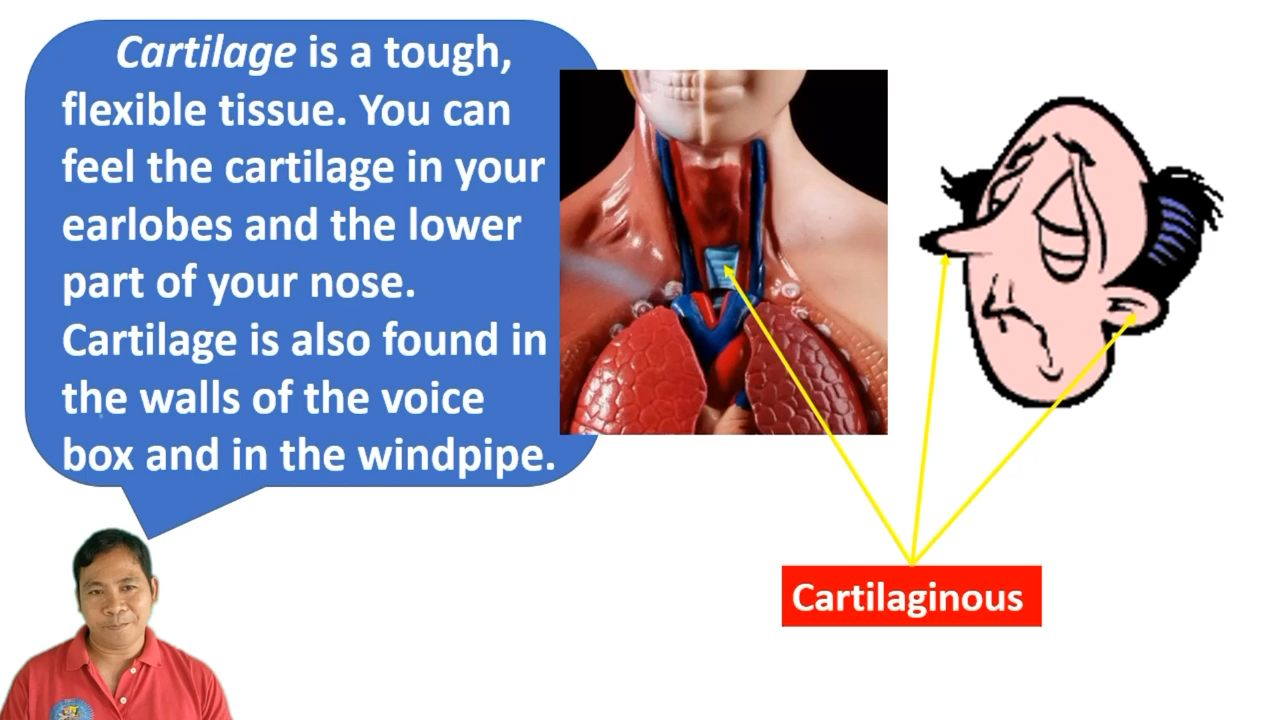 Cartilage is a tough,
flexible tissue. You can
feel the cartilage in your
earlobes and the lower
part of your nose.
Cartilage is also found in
the walls of the voice
box and in the windpipe.
Cartilaginous